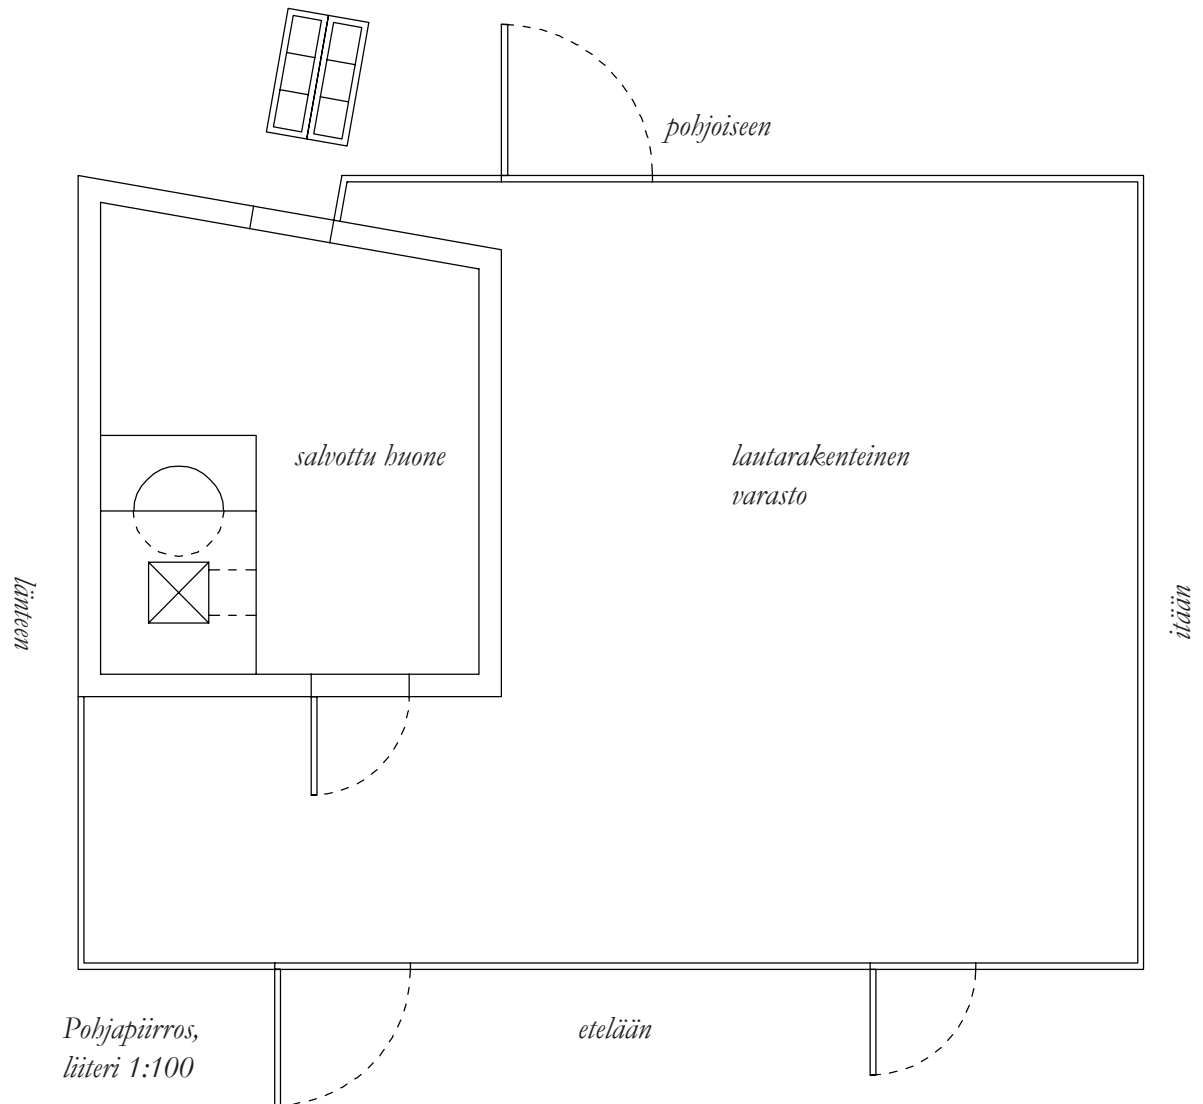 pohjoiseen
salvottu huone
lautarakenteinen
varasto
länteen
itään
Pohjapiirros,
liiteri 1:100
etelään